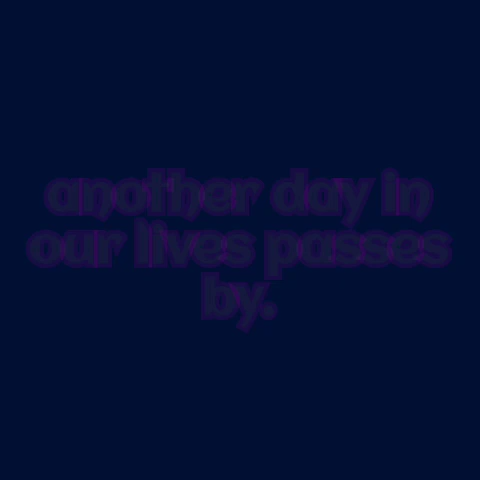 another day in
our lives passes
by.